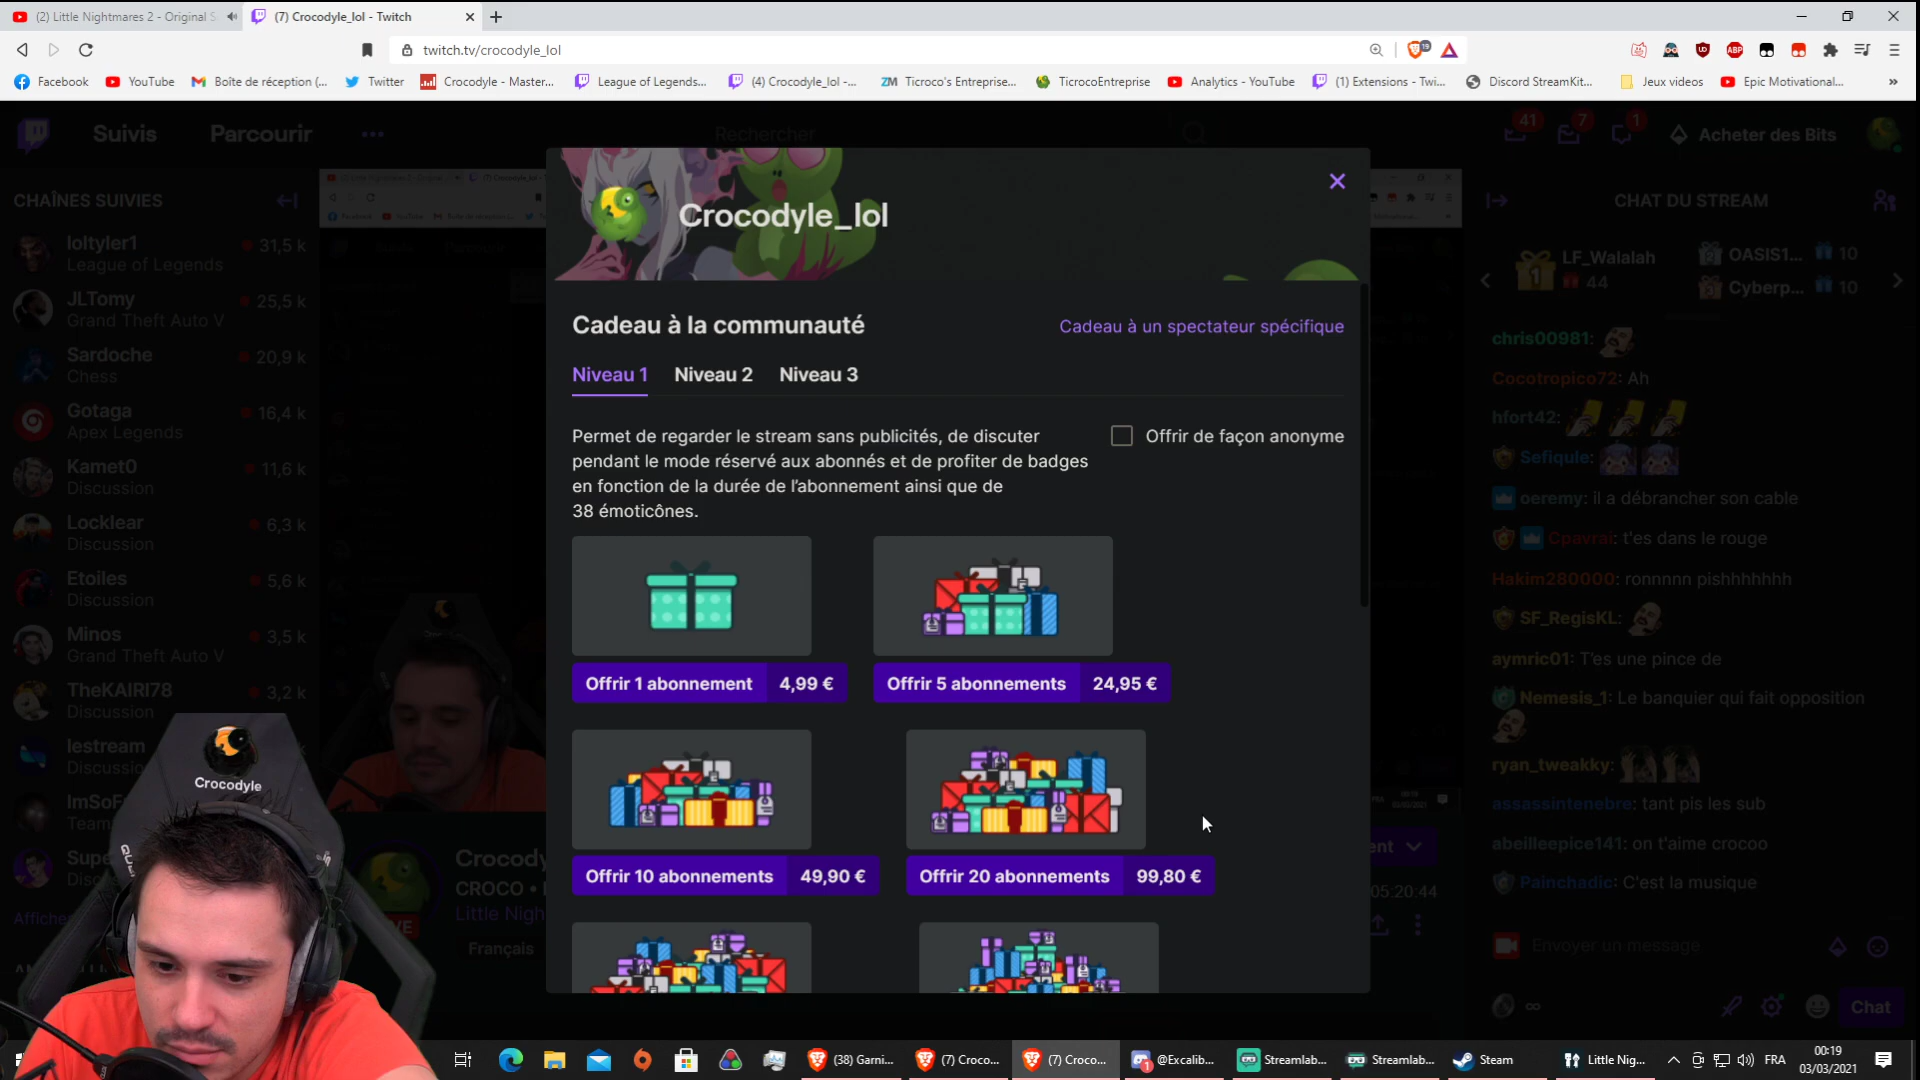 (2) Little Nightmares 2 - Original S
(7) Crocodyle_lol - Twitch
twitch.tv/crocodyle_lol
Facebook
YouTube
Boîte de réception (...
Twitter
Crocodyle - Master...
League of Legends...
(4) Crocodyle_lol -...
ZM Ticroco's Entreprise...
TicrocoEntreprise
Analytics - YouTube
(1) Extensions - Twi...
Discord StreamKit...
Jeux videos
Epic Motivational...
Suivis
Parcourir
Rechercher
41
7
1
Acheter des Bits
CHAÎNES SUIVIES
loltyler1
31,5 k
League of Legends
JLTomy
25,5 k
Grand Theft Auto V
Sardoche
20,9 k
Chess
Gotaga
16,4 k
Apex Legends
Kamet0
11,6 k
Discussion
Locklear
6,3 k
Discussion
Etoiles
5,6 k
Discussion
Minos
3,5 k
Grand Theft Auto V
TheKAIRI78
3,2 k
Discussion
lestream
Crocodyle
Français
Crocodyle_lol
Cadeau à la communauté
Cadeau à un spectateur spécifique
Niveau 1
Niveau 2
Niveau 3
Permet de regarder le stream sans publicités, de discuter
pendant le mode réservé aux abonnés et de profiter de badges
en fonction de la durée de l'abonnement ainsi que de
38 émoticônes.
Offrir de façon anonyme
Offrir 1 abonnement 4,99 €
Offrir 5 abonnements 24,95 €
Offrir 10 abonnements 49,90 €
Offrir 20 abonnements 99,80 €
05:20:44
CHAT DU STREAM
LF_Walalah
44
OASIS1... 10
Cyberp... 10
chris00981:
Cocotropico72: Ah
hfort42:
Sefiqule:
oeremy: il a débrancher son cable
Cpavrai: t'es dans le rouge
Hakim280000: ronnnnn pishhhhhhh
SF_RegisKL:
aymric01: T'es une pince de
Nemesis_1: Le banquier qui fait opposition
ryan_tweakky:
assassintenebre: tant pis les sub
abeilleepice141: on t'aime crocoo
Painchadic: C'est la musique
Envoyer un message
Chat
(38) Garni...
(7) Croco...
(7) Croco...
@Excalib...
Streamlab...
Streamlab...
Steam
Little Nig...
FRA
00:19
03/03/2021